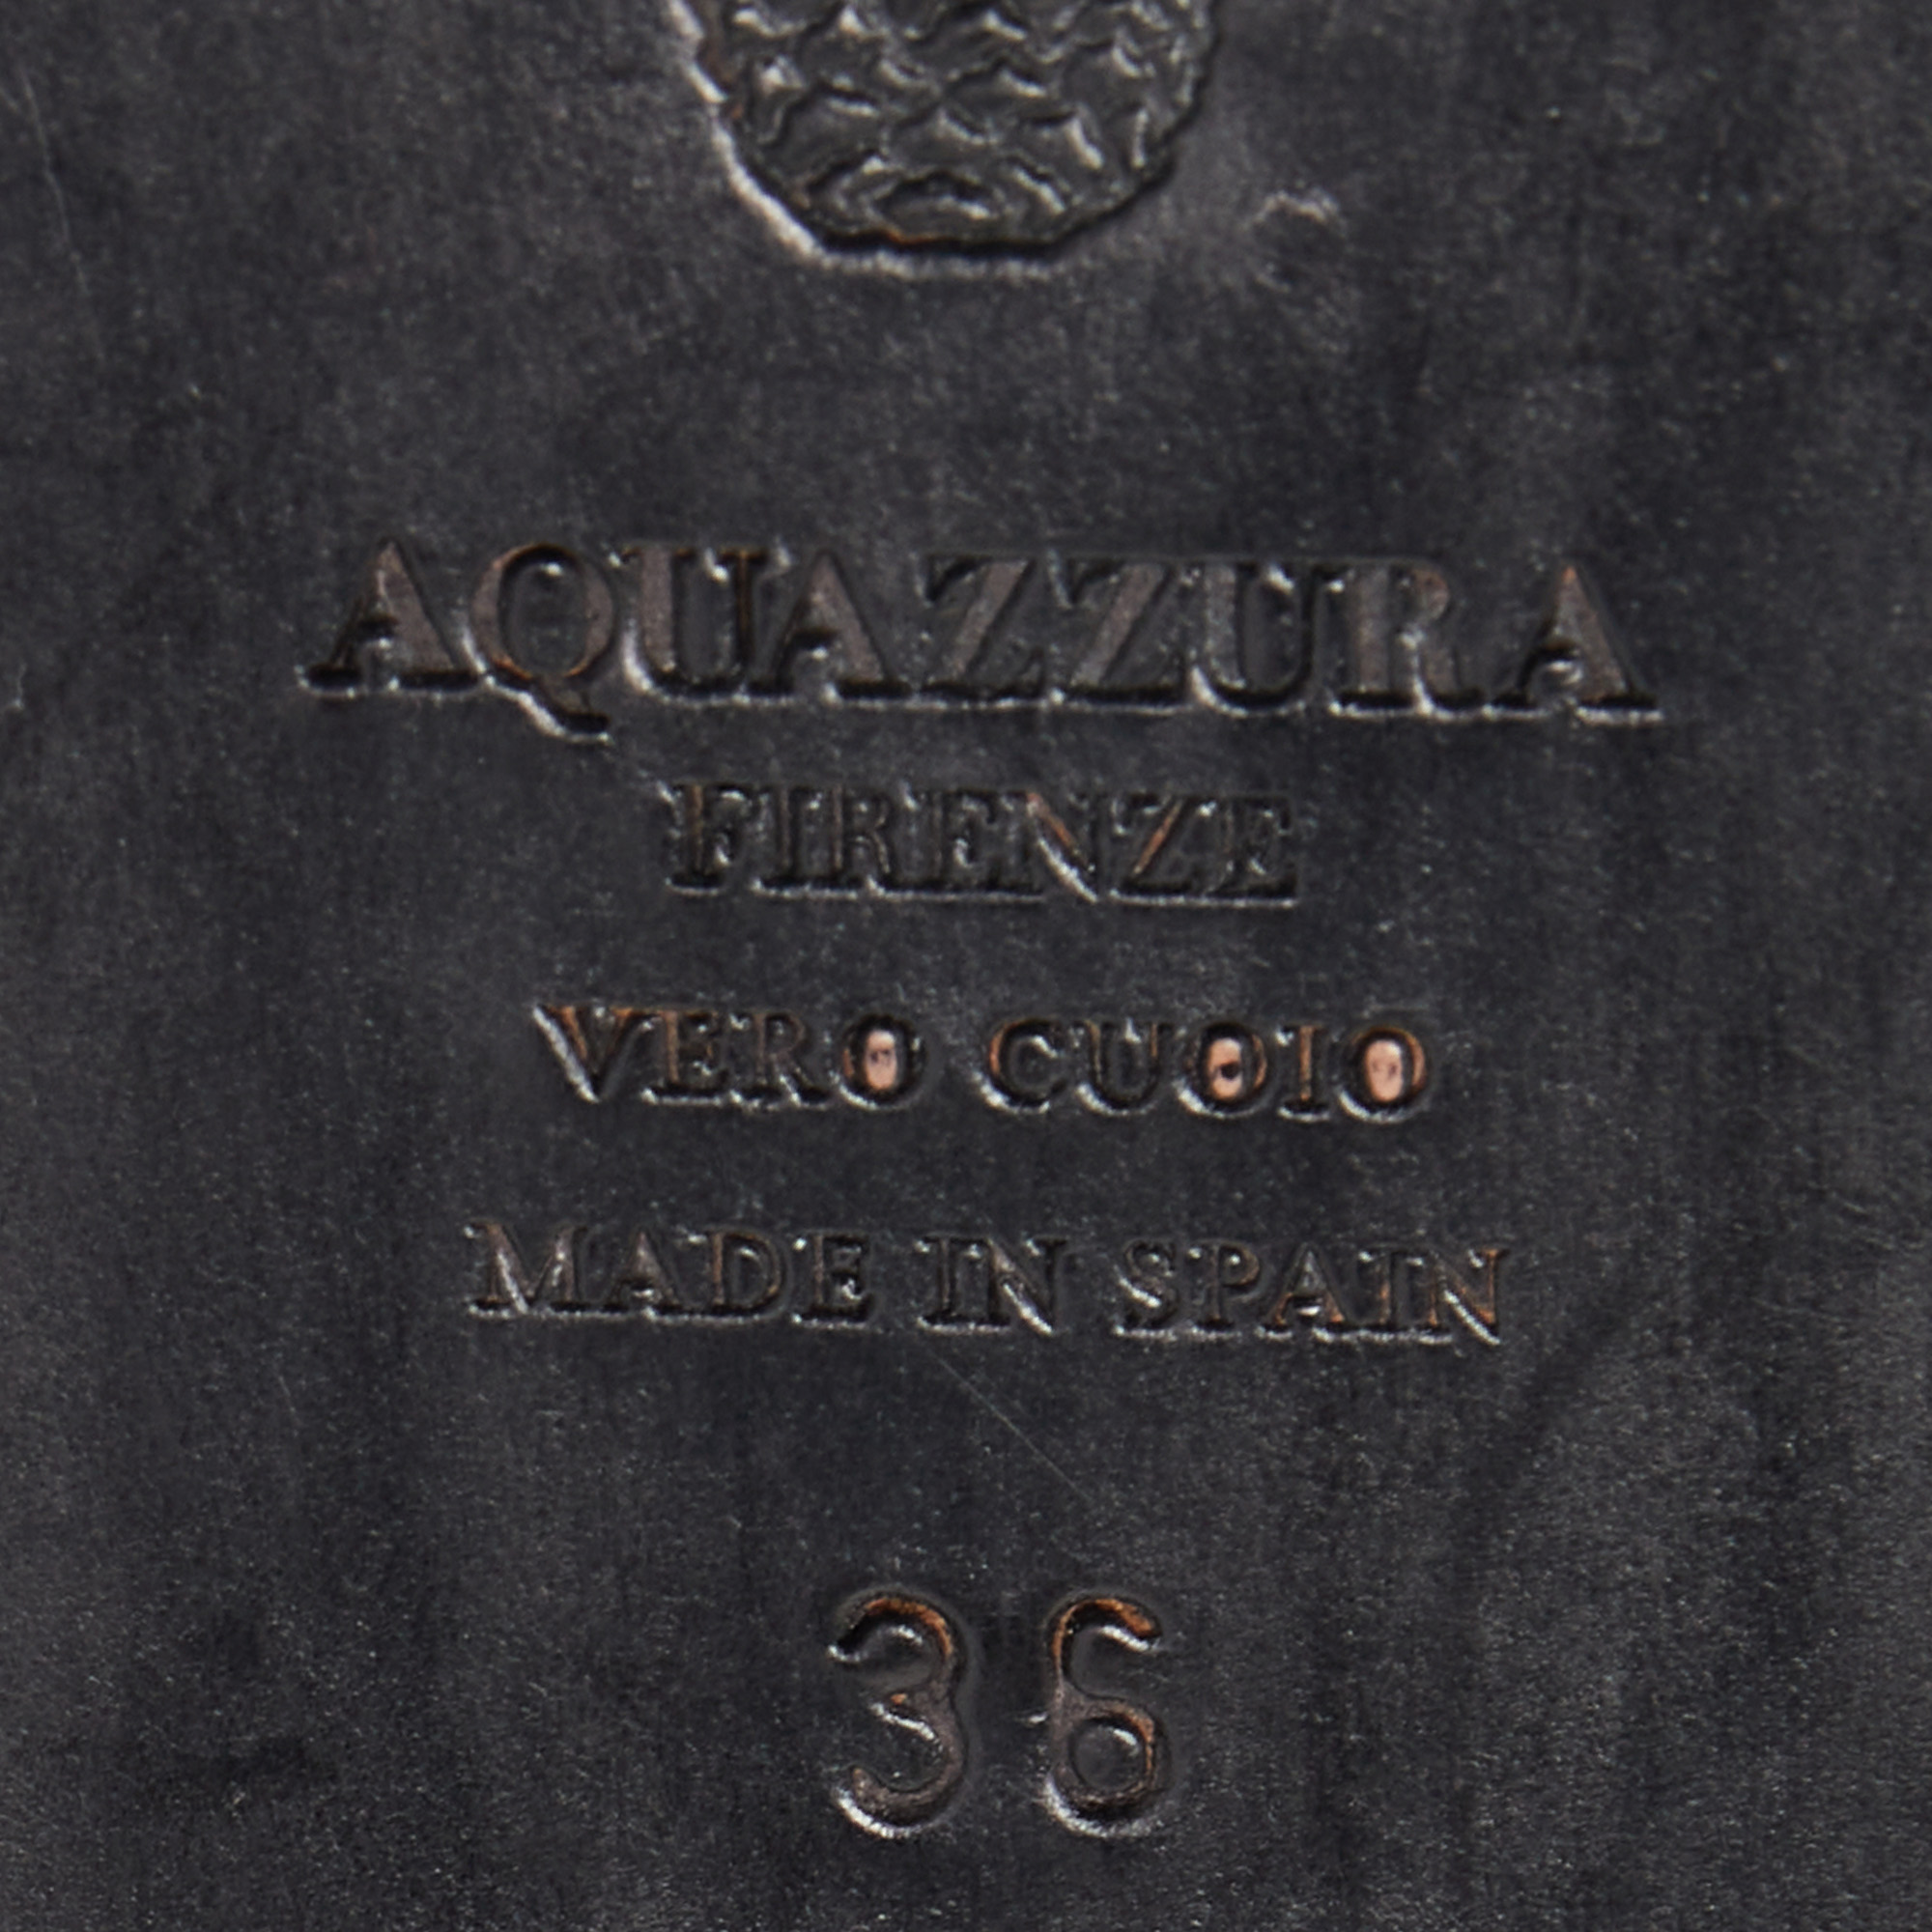 AQUAZZURA
FIRENZE
VERO CUOIO
MADE IN SPAIN
36